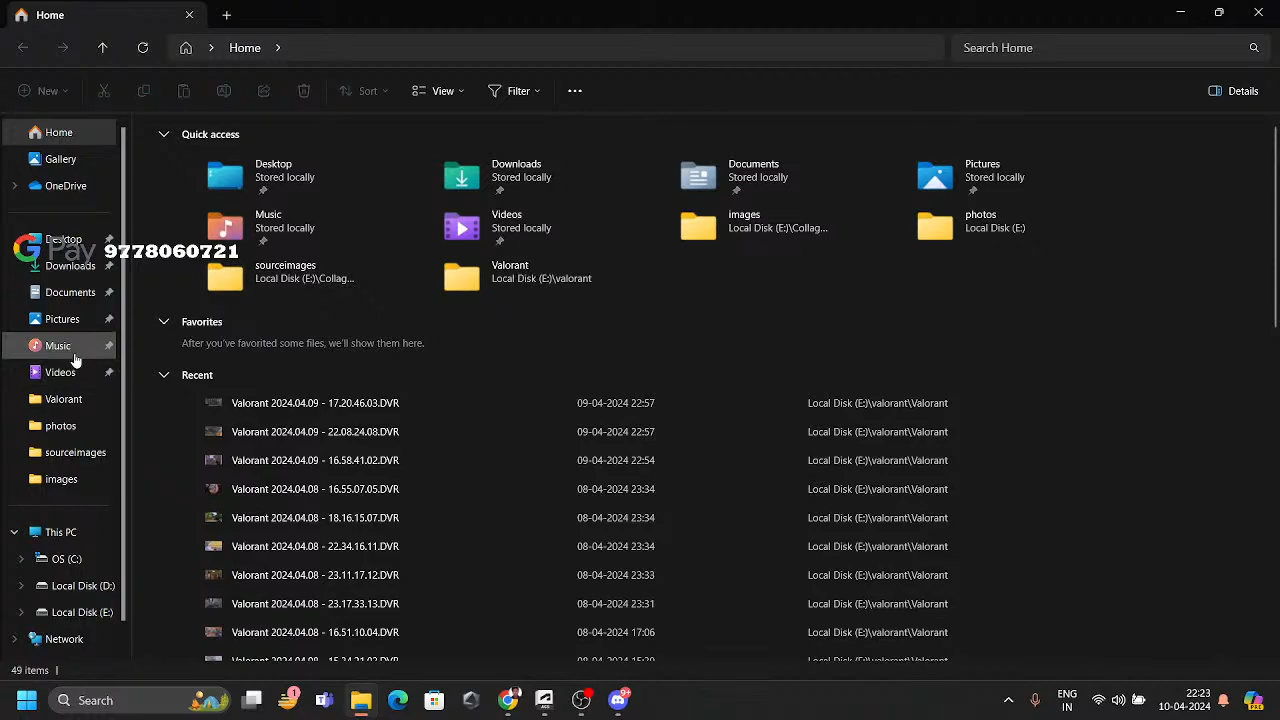 Home
Home
Search Home
New
Sort
View
Filter
Details
Home
Gallery
OneDrive
Desktop
G Pay 9778060721
Downloads
Documents
Pictures
Music
Videos
Valorant
photos
sourceimages
images
This PC
OS (C:)
Local Disk (D:)
Local Disk (E:)
Network
Quick access
Desktop
Stored locally
Downloads
Stored locally
Documents
Stored locally
Pictures
Stored locally
Music
Stored locally
Videos
Stored locally
images
Local Disk (E:)\Collag...
photos
Local Disk (E:)
sourceimages
Local Disk (E:)\Collag...
Valorant
Local Disk (E:)\valorant
Favorites
After you've favorited some files, we'll show them here.
Recent
Valorant 2024.04.09 - 17.20.46.03.DVR 09-04-2024 22:57 Local Disk (E:)\valorant\Valorant
Valorant 2024.04.09 - 22.08.24.08.DVR 09-04-2024 22:57 Local Disk (E:)\valorant\Valorant
Valorant 2024.04.09 - 16.58.41.02.DVR 09-04-2024 22:54 Local Disk (E:)\valorant\Valorant
Valorant 2024.04.08 - 16.55.07.05.DVR 08-04-2024 23:34 Local Disk (E:)\valorant\Valorant
Valorant 2024.04.08 - 18.16.15.07.DVR 08-04-2024 23:34 Local Disk (E:)\valorant\Valorant
Valorant 2024.04.08 - 22.34.16.11.DVR 08-04-2024 23:34 Local Disk (E:)\valorant\Valorant
Valorant 2024.04.08 - 23.11.17.12.DVR 08-04-2024 23:33 Local Disk (E:)\valorant\Valorant
Valorant 2024.04.08 - 23.17.33.13.DVR 08-04-2024 23:31 Local Disk (E:)\valorant\Valorant
Valorant 2024.04.08 - 16.51.10.04.DVR 08-04-2024 17:06 Local Disk (E:)\valorant\Valorant
49 items
Search
ENG
IN
22:23
10-04-2024